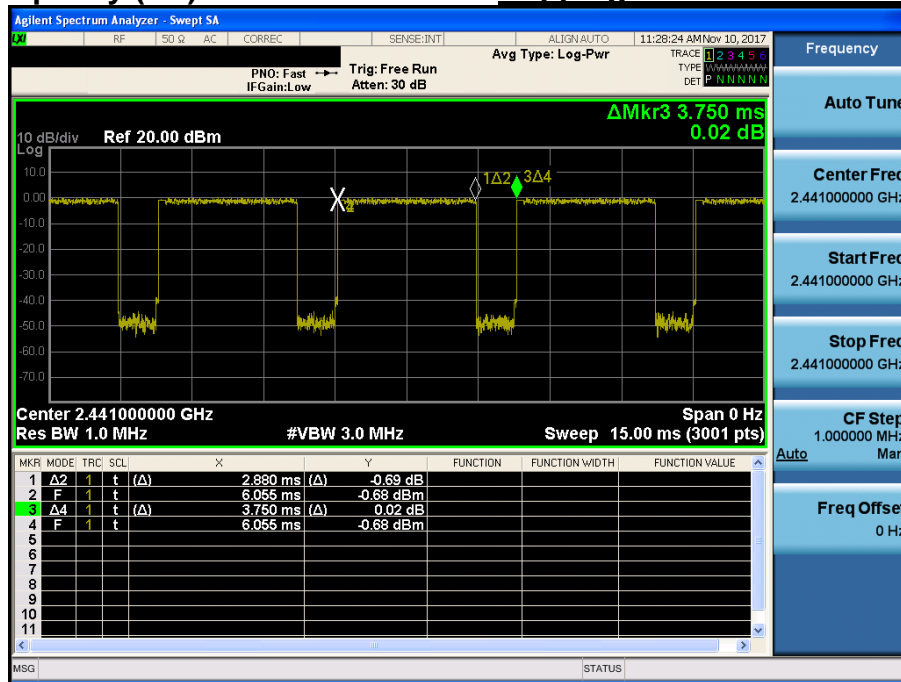 Agilent Spectrum Analyzer - Swept SA
LXI RF 50 Ω AC CORREC SENSE:INT ALIGN AUTO 11:28:24 AM Nov 10, 2017
Avg Type: Log-Pwr
TRACE 1 2 3 4 5 6
TYPE WWWWWW
DET P N N N N N
PNO: Fast
IFGain:Low
Trig: Free Run
Atten: 30 dB
ΔMkr3 3.750 ms
0.02 dB
10 dB/div Ref 20.00 dBm
Log
10.0
0.00
-10.0
-20.0
-30.0
-40.0
-50.0
-60.0
-70.0
1Δ2 3Δ4
Center 2.441000000 GHz Span 0 Hz
Res BW 1.0 MHz #VBW 3.0 MHz Sweep 15.00 ms (3001 pts)
MKR MODE TRC SCL X Y FUNCTION FUNCTION WIDTH FUNCTION VALUE
1 Δ2 1 t (Δ) 2.880 ms (Δ) -0.69 dB
2 F 1 t 6.055 ms -0.68 dBm
3 Δ4 1 t (Δ) 3.750 ms (Δ) 0.02 dB
4 F 1 t 6.055 ms -0.68 dBm
5
6
7
8
9
10
11
MSG STATUS
Frequency
Auto Tune
Center Freq
2.441000000 GHz
Start Freq
2.441000000 GHz
Stop Freq
2.441000000 GHz
CF Step
1.000000 MHz
Auto Man
Freq Offset
0 Hz